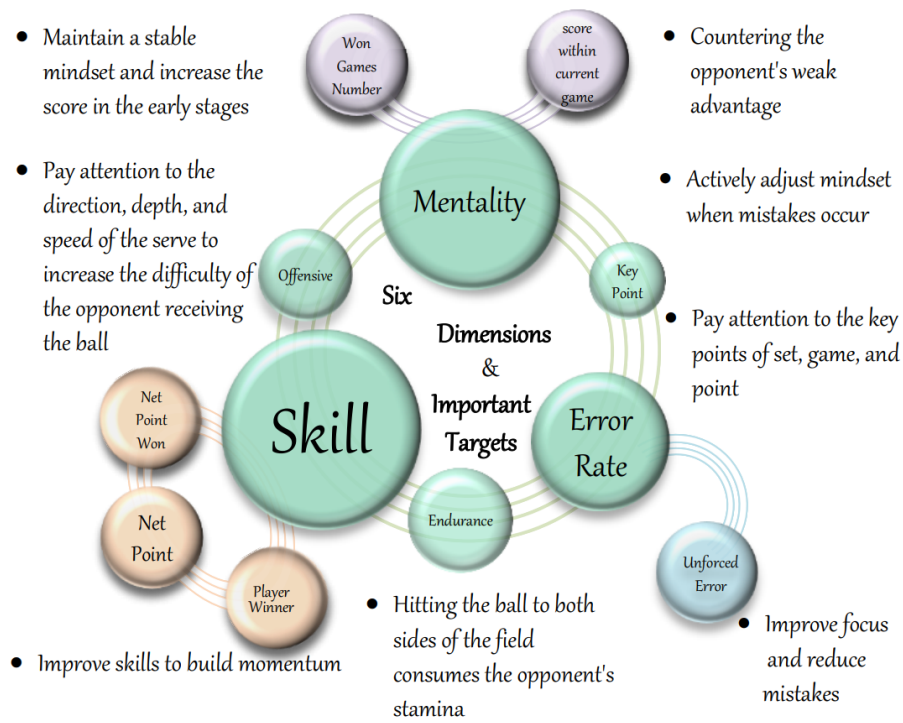 • Maintain a stable
mindset and increase the
score in the early stages
Won
Games
Number
score
within
current
game
• Countering the
opponent's weak
advantage
Mentality
• Pay attention to the
direction, depth, and
speed of the serve to
increase the difficulty of
the opponent receiving
the ball
• Actively adjust mindset
when mistakes occur
Offensive
Key
Point
Six
Dimensions
&
Important
Targets
• Pay attention to the key
points of set, game, and
point
Skill
Error
Rate
Net
Point
Won
Net
Point
Player
Winner
Endurance
Unforced
Error
• Improve skills to build momentum
• Hitting the ball to both
sides of the field
consumes the opponent's
stamina
• Improve focus
and reduce
mistakes